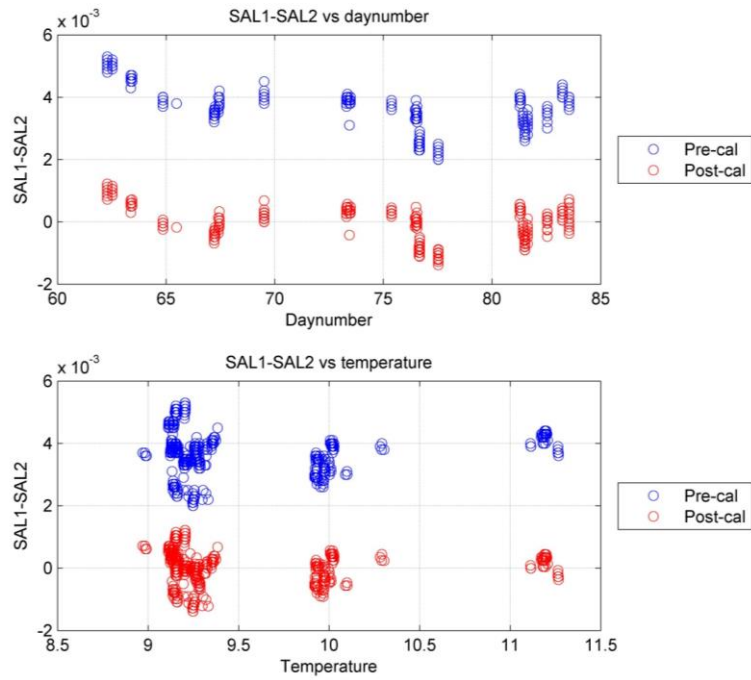 SAL1-SAL2 vs daynumber
x 10-3
6
4
2
0
-2
SAL1-SAL2
60 65 70 75 80 85
Daynumber
Pre-cal
Post-cal
SAL1-SAL2 vs temperature
x 10-3
6
4
2
0
-2
SAL1-SAL2
8.5 9 9.5 10 10.5 11 11.5
Temperature
Pre-cal
Post-cal